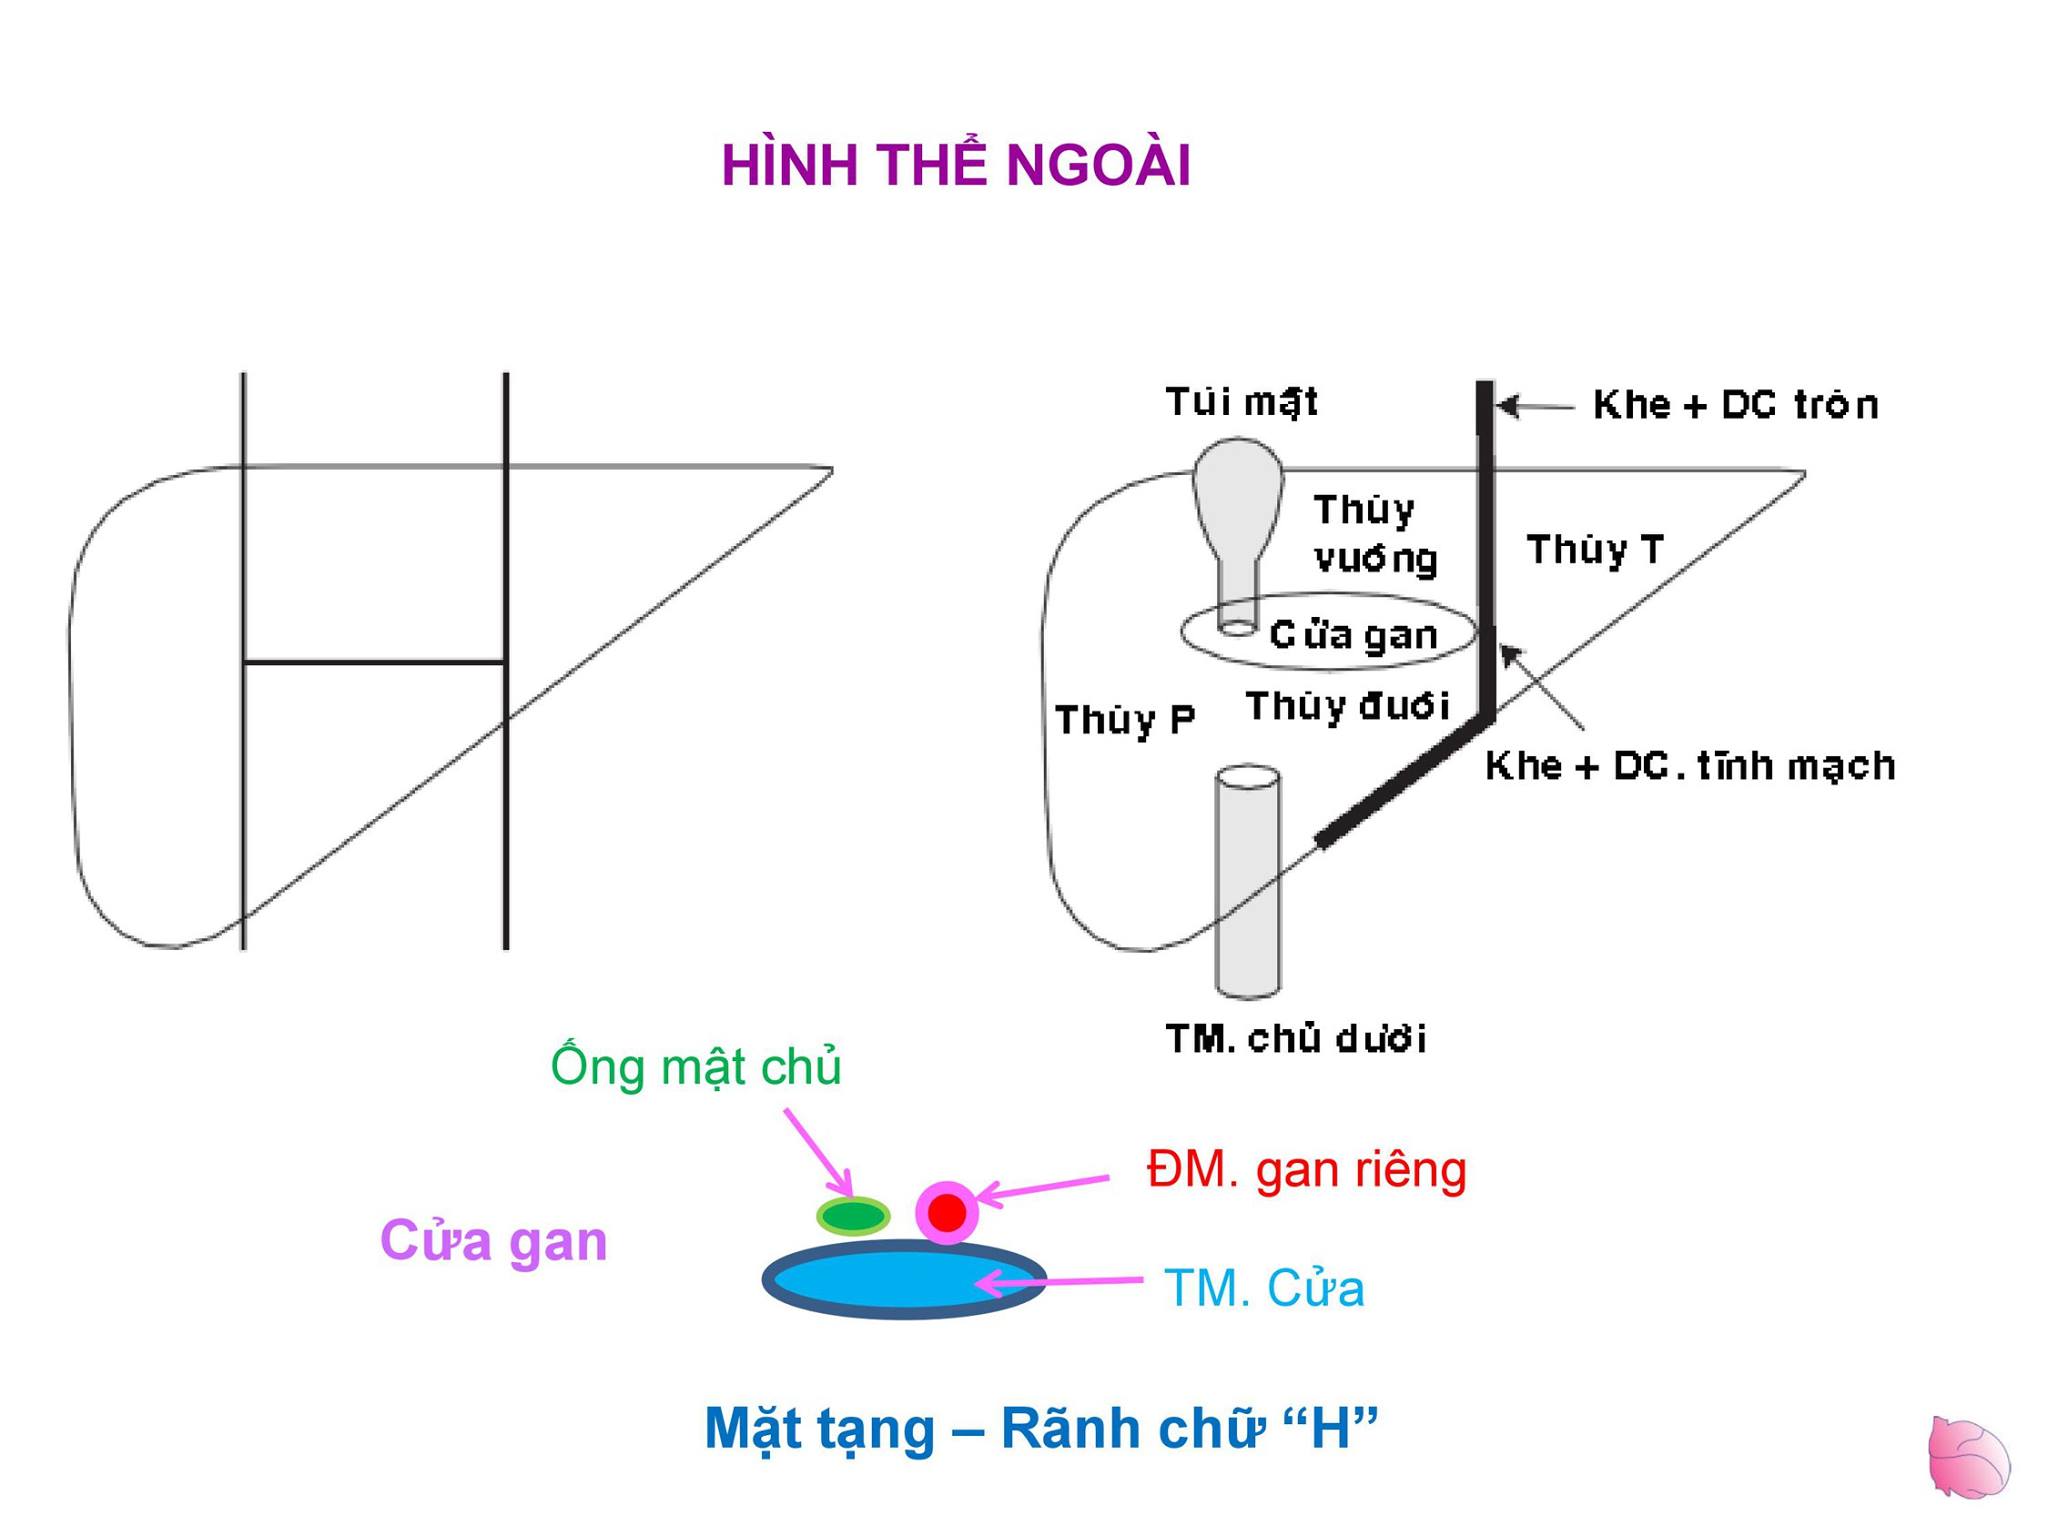 HÌNH THỂ NGOÀI
Túi mật
Khe + DC tròn
Thùy
vuông
Thùy T
Cửa gan
Thùy P
Thùy đuôi
Khe + DC. tĩnh mạch
TM. chủ dưới
Ống mật chủ
ĐM. gan riêng
Cửa gan
TM. Cửa
Mặt tạng – Rãnh chữ “H”